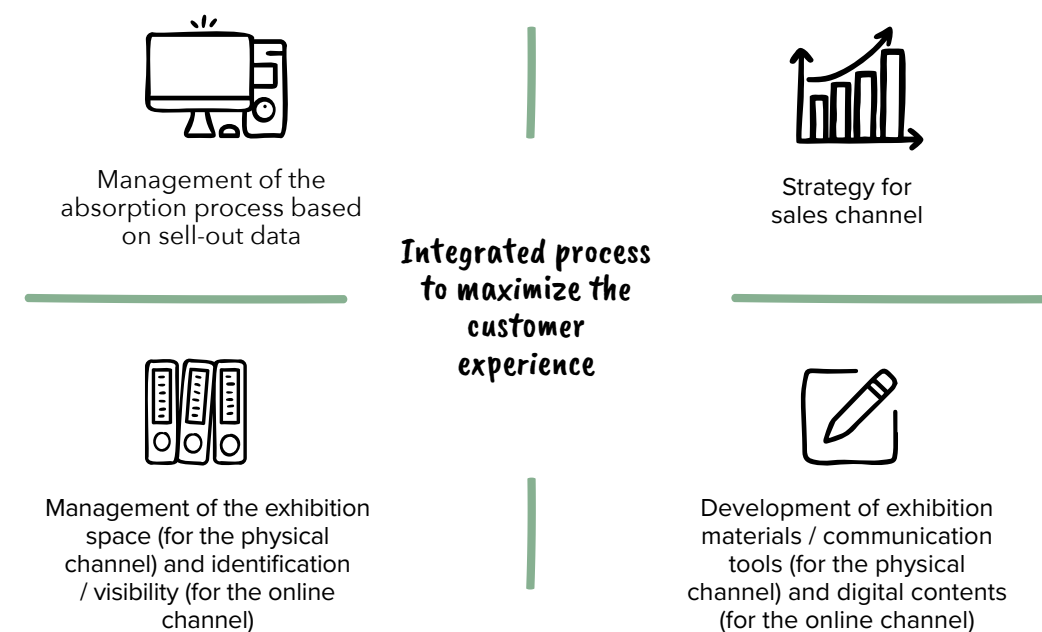 Management of the
absorption process based
on sell-out data
Strategy for
sales channel
Integrated process
to maximize the
customer
experience
Management of the exhibition
space (for the physical
channel) and identification
/ visibility (for the online
channel)
Development of exhibition
materials / communication
tools (for the physical
channel) and digital contents
(for the online channel)